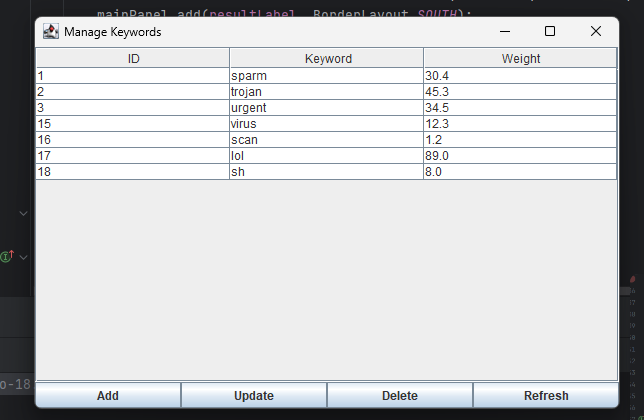 mainPanel.add(resultLabel, BorderLayout.SOUTH);
Manage Keywords
ID Keyword Weight
1 sparm 30.4
2 trojan 45.3
3 urgent 34.5
15 virus 12.3
16 scan 1.2
17 lol 89.0
18 sh 8.0
o-18
Add Update Delete Refresh